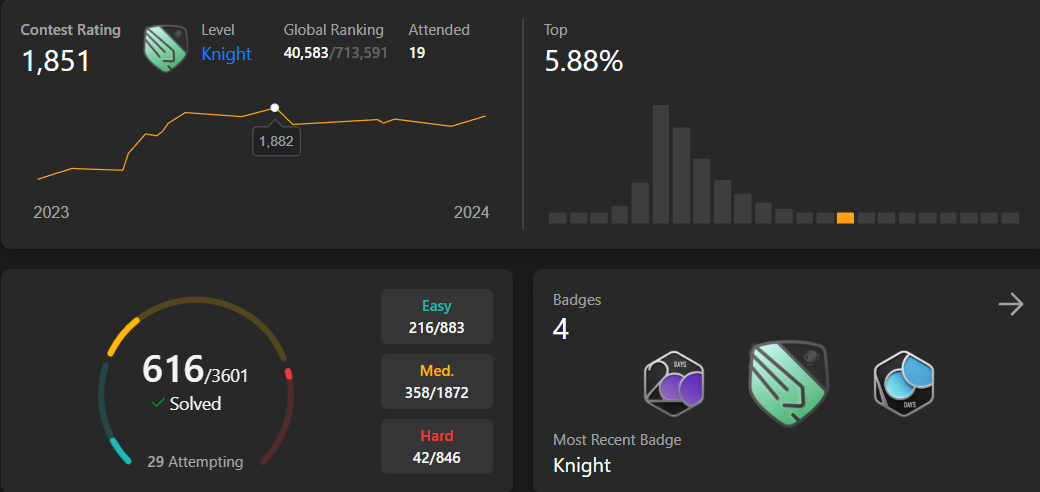 Contest Rating
1,851
Level
Knight
Global Ranking
40,583/713,591
Attended
19
1,882
2023
2024
Top
5.88%
616/3601
Solved
29 Attempting
Easy
216/883
Med.
358/1872
Hard
42/846
Badges
4
DAYS
DAYS
Most Recent Badge
Knight